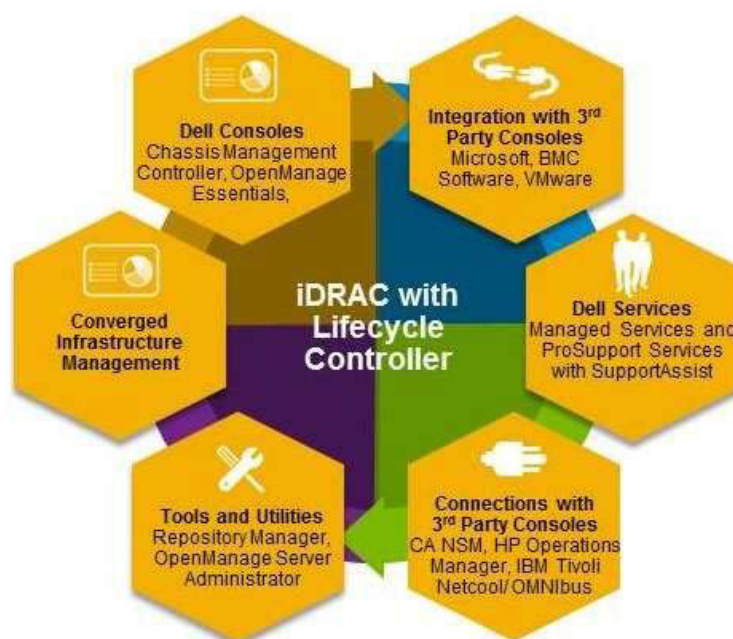 Dell Consoles
Chassis Management
Controller, OpenManage
Essentials,
Integration with 3rd
Party Consoles
Microsoft, BMC
Software, VMware
Converged
Infrastructure
Management
iDRAC with
Lifecycle
Controller
Dell Services
Managed Services and
ProSupport Services
with SupportAssist
Tools and Utilities
Repository Manager,
OpenManage Server
Administrator
Connections with
3rd Party Consoles
CA NSM, HP Operations
Manager, IBM Tivoli
Netcool/OMNIbus